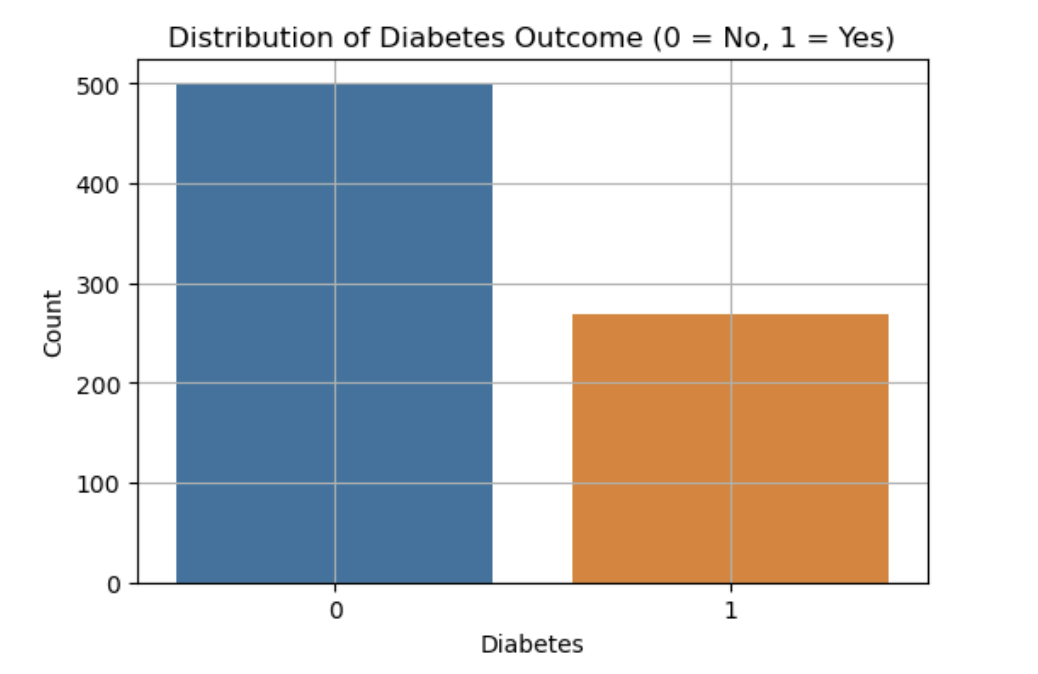 Distribution of Diabetes Outcome (0 = No, 1 = Yes)
500
400
300
200
100
0
Count
0 1
Diabetes